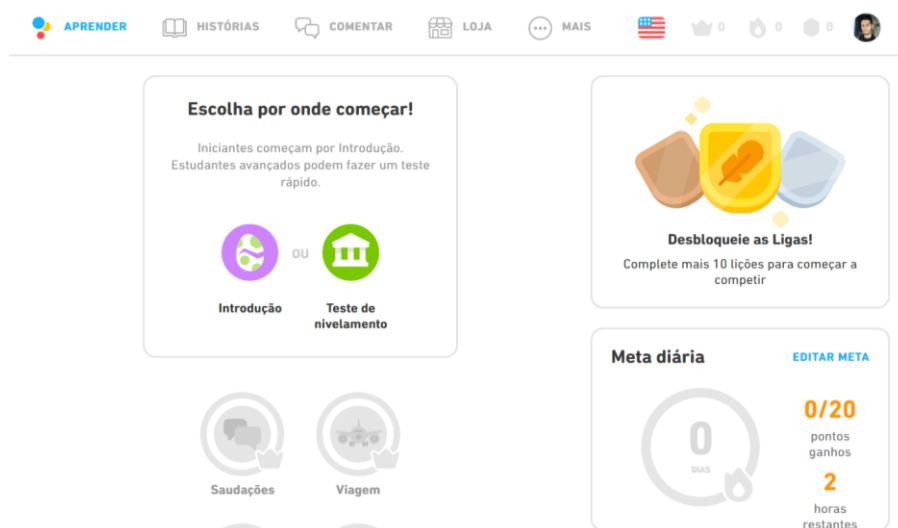 APRENDER
HISTÓRIAS
COMENTAR
LOJA
MAIS
0
0
0
Escolha por onde começar!
Iniciantes começam por Introdução.
Estudantes avançados podem fazer um teste
rápido.
OU
Introdução
Teste de
nivelamento
Saudações
Viagem
Desbloqueie as Ligas!
Complete mais 10 lições para começar a
competir
Meta diária
EDITAR META
0
DIAS
0/20
pontos
ganhos
2
horas
restantes